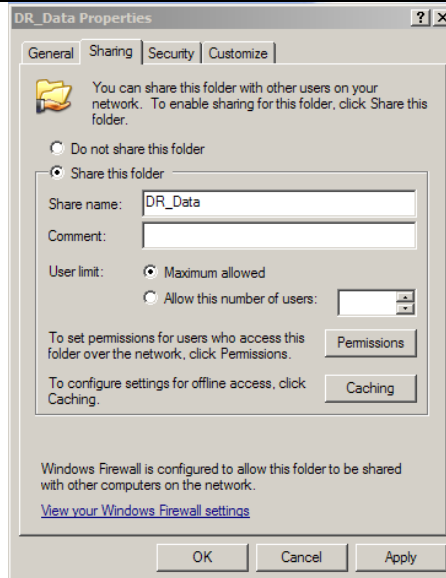 DR_Data Properties
General Sharing Security Customize
You can share this folder with other users on your
network. To enable sharing for this folder, click Share this
folder.
Do not share this folder
Share this folder
Share name: DR_Data
Comment:
User limit: Maximum allowed
Allow this number of users:
To set permissions for users who access this
folder over the network, click Permissions.
Permissions
To configure settings for offline access, click
Caching.
Caching
Windows Firewall is configured to allow this folder to be shared
with other computers on the network.
View your Windows Firewall settings
OK Cancel Apply